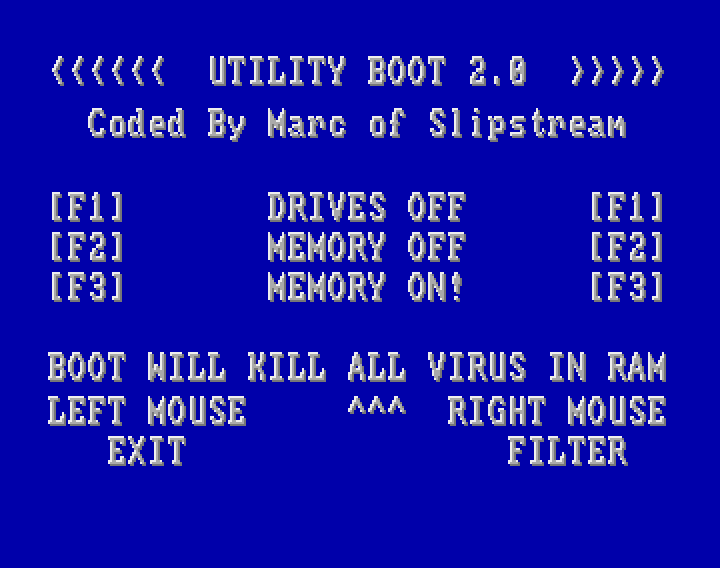 <<<<<< UTILITY BOOT 2.0 >>>>>
Coded By Marc of Slipstream
[F1] DRIVES OFF [F1]
[F2] MEMORY OFF [F2]
[F3] MEMORY ON! [F3]
BOOT WILL KILL ALL VIRUS IN RAM
LEFT MOUSE ^^^ RIGHT MOUSE
EXIT FILTER